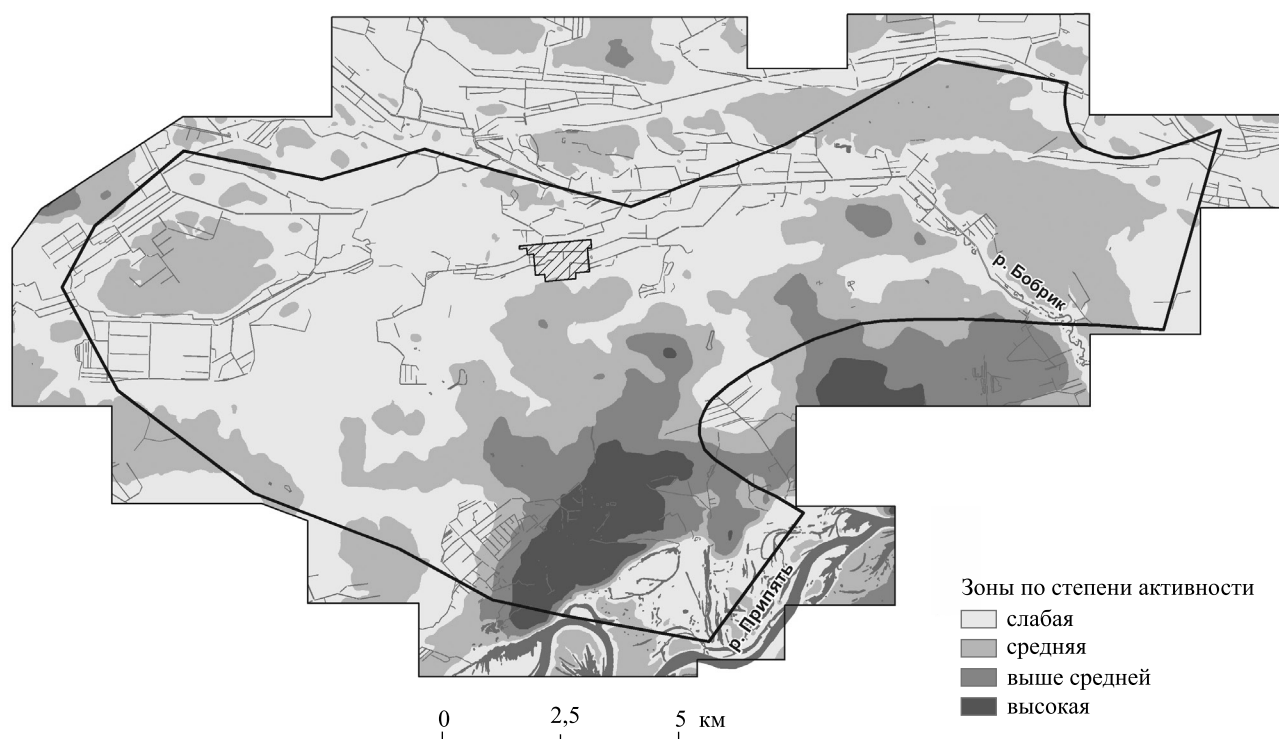 р. Бобрик
р. Припять
Зоны по степени активности
слабая
средняя
выше средней
высокая
0 2,5 5 км